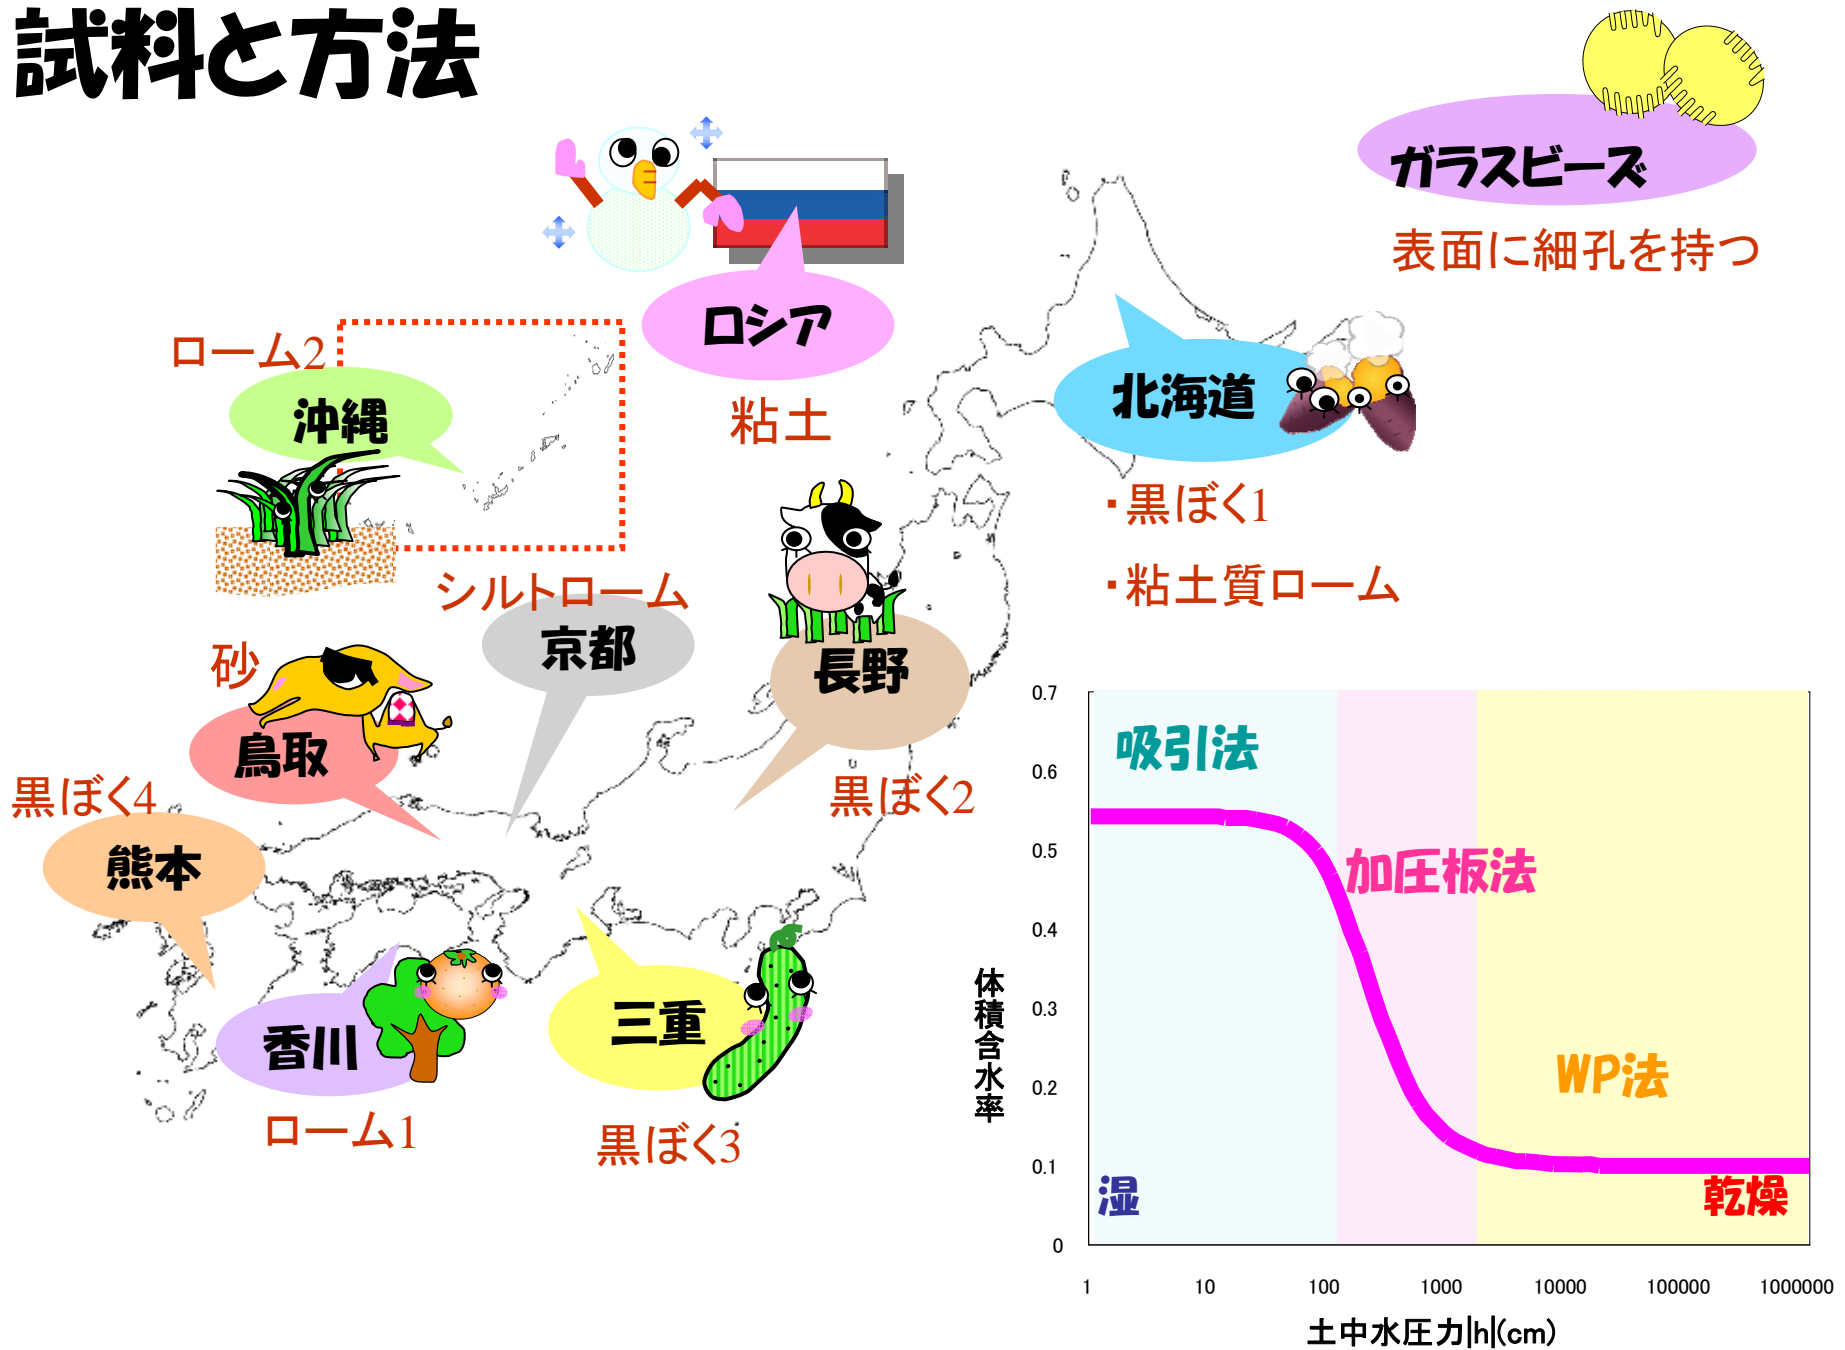 試料と方法
ガラスビーズ
表面に細孔を持つ
ロシア
粘土
ローム2
沖縄
北海道
・黒ぼく1
・粘土質ローム
シルトローム
京都
長野
黒ぼく2
砂
鳥取
黒ぼく4
熊本
香川
ローム1
三重
黒ぼく3
0.7
0.6
0.5
0.4
0.3
0.2
0.1
0
体積含水率
吸引法
加圧板法
WP法
湿
乾燥
1 10 100 1000 10000 100000 1000000
土中水圧力|h|(cm)